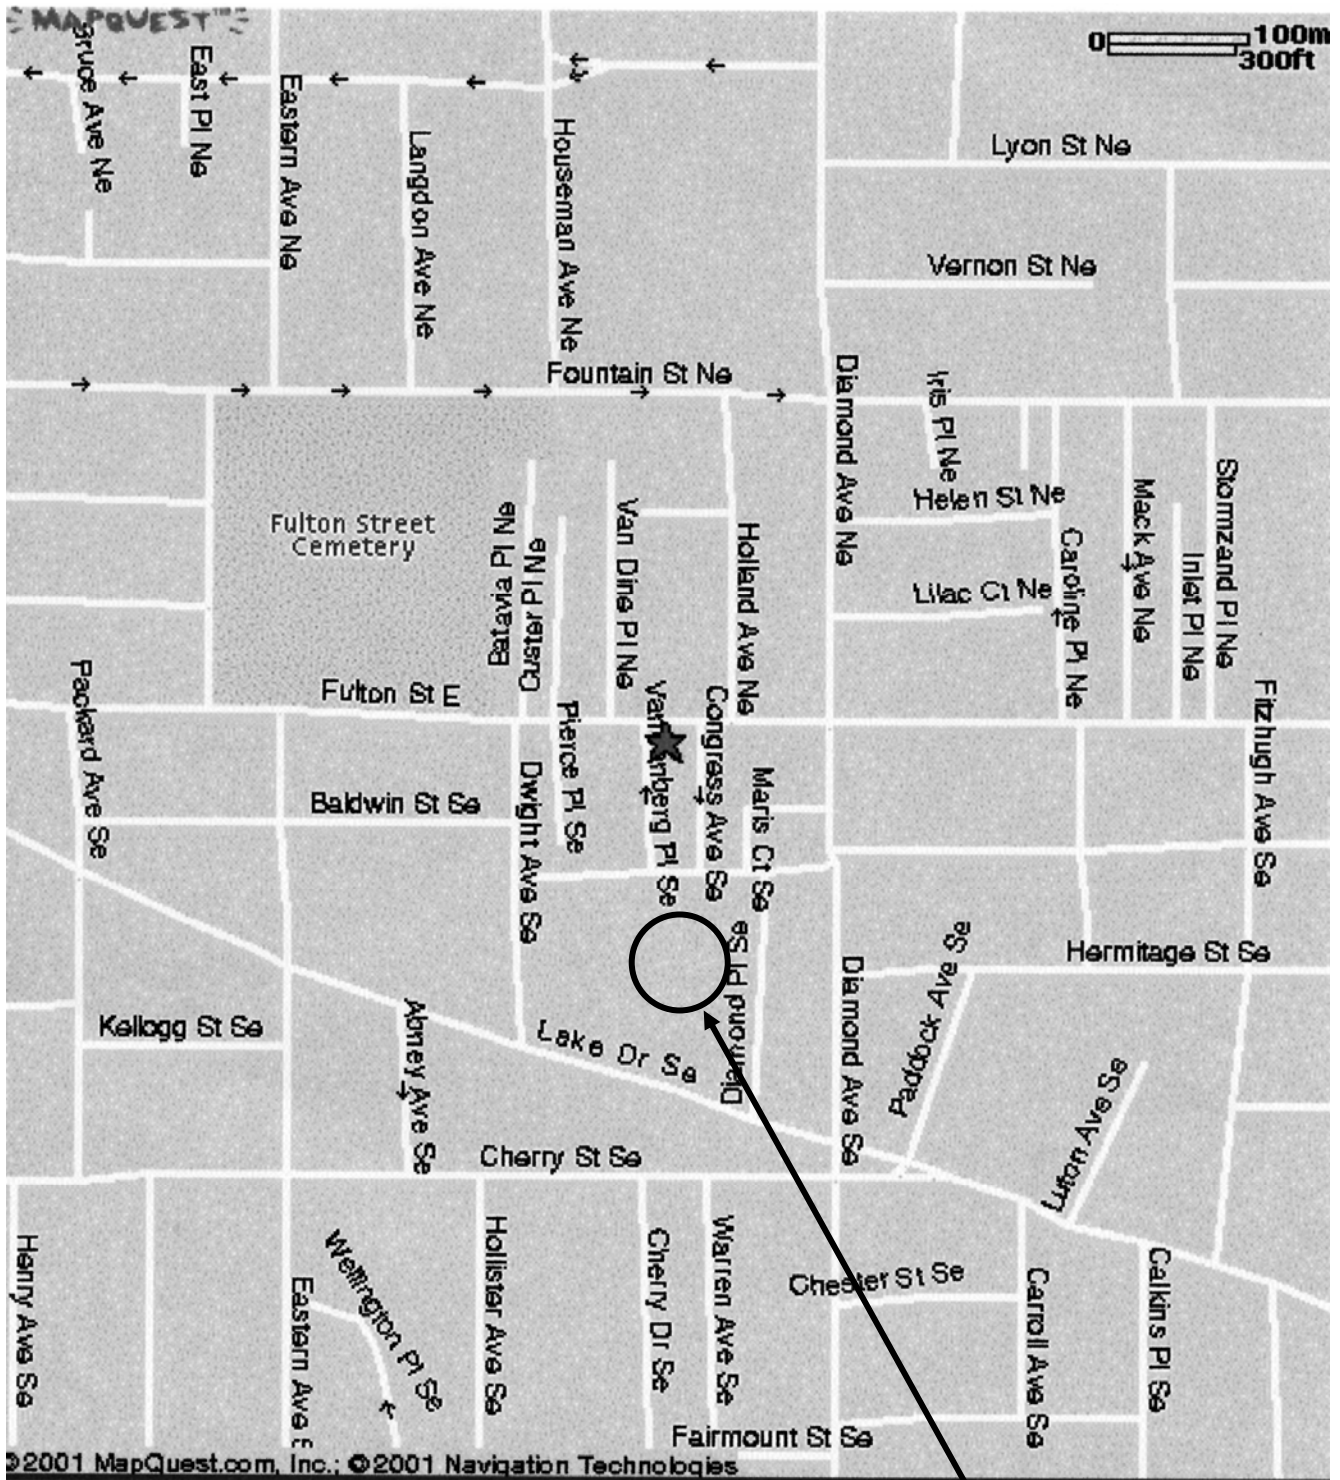 MAPQUEST
0 100m
300ft
Bruce Ave Ne
East Pl Ne
Eastern Ave Ne
Langdon Ave Ne
Houseman Ave Ne
Lyon St Ne
Vernon St Ne
Fountain St Ne
Diamond Ave Ne
Iris Pl Ne
Helen St Ne
Lilac Ct Ne
Caroline Pl Ne
Mack Ave Ne
Inlet Pl Ne
Stormzand Pl Ne
Fulton Street
Cemetery
Batavia Pl Ne
Custer Pl Ne
Van Dine Pl Ne
Holland Ave Ne
Fulton St E
Packard Ave Se
Baldwin St Se
Dwight Ave Se
Pierce Pl Se
Pl Se
Congress Ave Se
Maris Ct Se
Fitzhugh Ave Se
Diamond Pl Se
Diamond Ave Se
Paddock Ave Se
Hermitage St Se
Kellogg St Se
Abney Ave Se
Lake Dr Se
Luton Ave Se
Cherry St Se
Henry Ave Se
Eastern Ave S
Wellington Pl Se
Hollister Ave Se
Cherry Dr Se
Warren Ave Se
Chester St Se
Carroll Ave Se
Calkins Pl Se
Fairmount St Se
©2001 MapQuest.com, Inc.; ©2001 Navigation Technologies